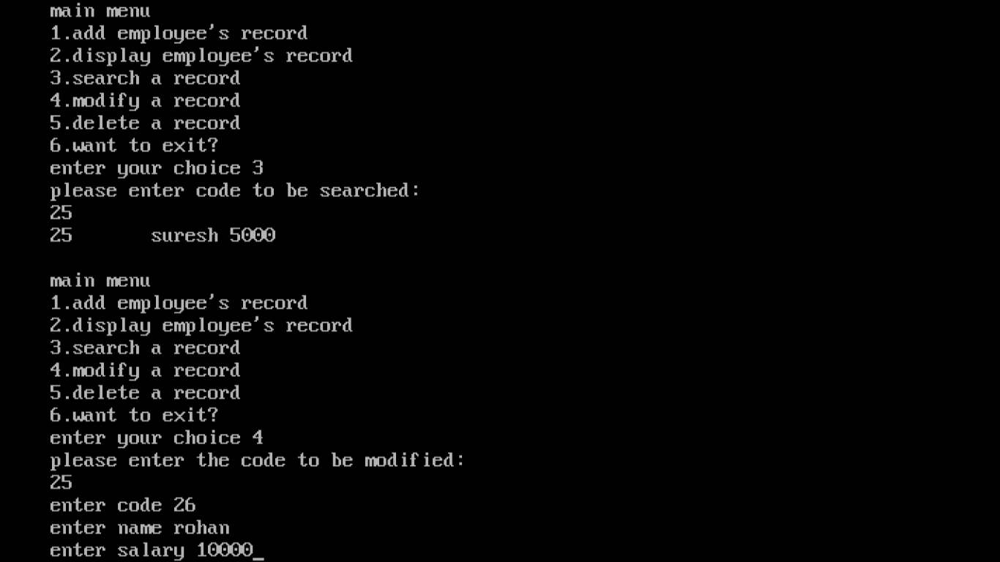 main menu
1.add employee's record
2.display employee's record
3.search a record
4.modify a record
5.delete a record
6.want to exit?
enter your choice 3
please enter code to be searched:
25
25 suresh 5000
main menu
1.add employee's record
2.display employee's record
3.search a record
4.modify a record
5.delete a record
6.want to exit?
enter your choice 4
please enter the code to be modified:
25
enter code 26
enter name rohan
enter salary 10000_